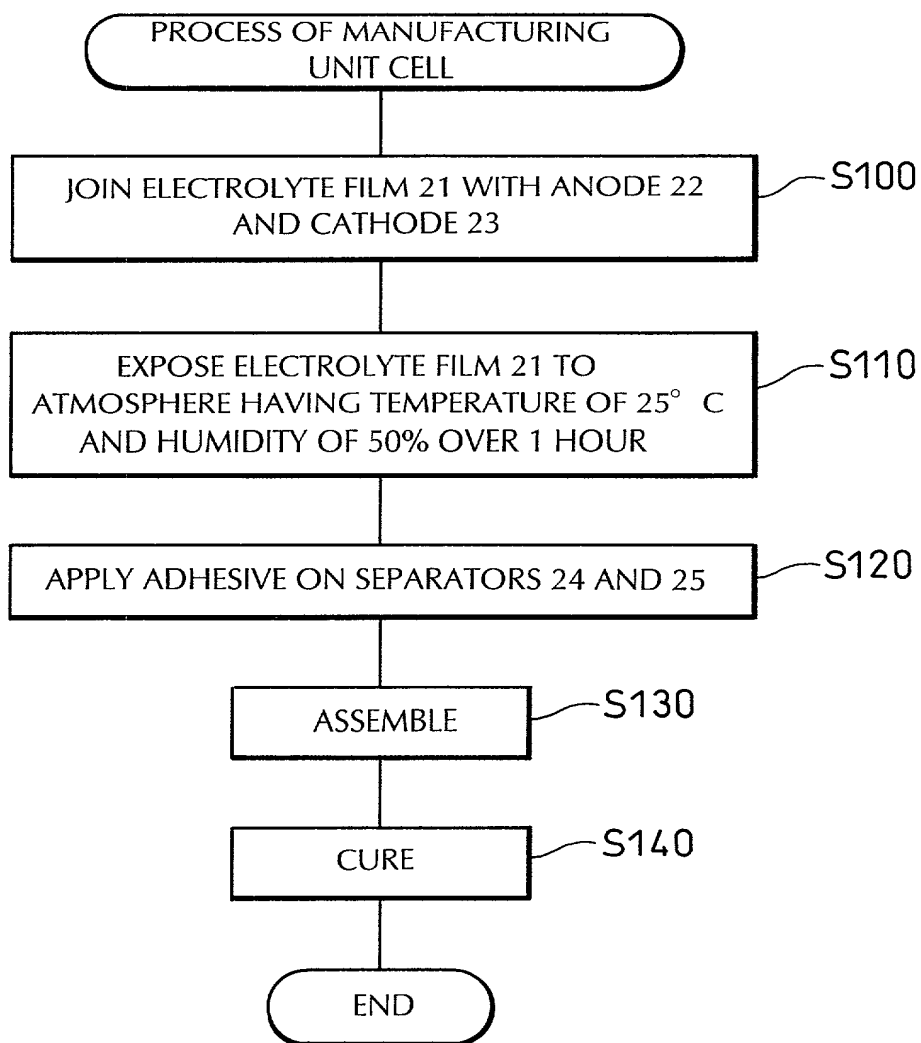 PROCESS OF MANUFACTURING
UNIT CELL
JOIN ELECTROLYTE FILM 21 WITH ANODE 22
AND CATHODE 23
S100
EXPOSE ELECTROLYTE FILM 21 TO
ATMOSPHERE HAVING TEMPERATURE OF 25° C
AND HUMIDITY OF 50% OVER 1 HOUR
S110
APPLY ADHESIVE ON SEPARATORS 24 AND 25
S120
ASSEMBLE
S130
CURE
S140
END